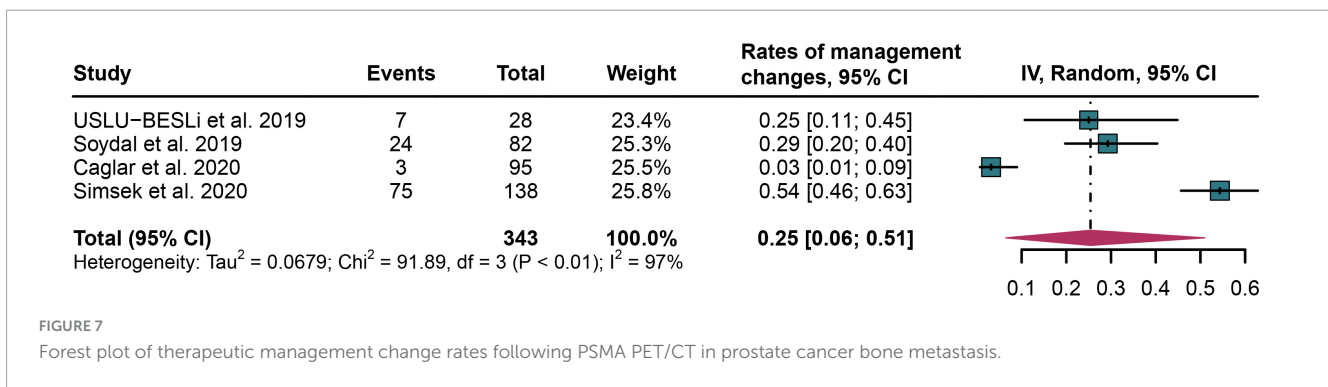 Study Events Total Weight Rates of management changes, 95% CI IV, Random, 95% CI
USLU−BESLi et al. 2019 7 28 23.4% 0.25 [0.11; 0.45]
Soydal et al. 2019 24 82 25.3% 0.29 [0.20; 0.40]
Caglar et al. 2020 3 95 25.5% 0.03 [0.01; 0.09]
Simsek et al. 2020 75 138 25.8% 0.54 [0.46; 0.63]
Total (95% CI) 343 100.0% 0.25 [0.06; 0.51]
Heterogeneity: Tau² = 0.0679; Chi² = 91.89, df = 3 (P < 0.01); I² = 97%
0.1 0.2 0.3 0.4 0.5 0.6
FIGURE 7
Forest plot of therapeutic management change rates following PSMA PET/CT in prostate cancer bone metastasis.